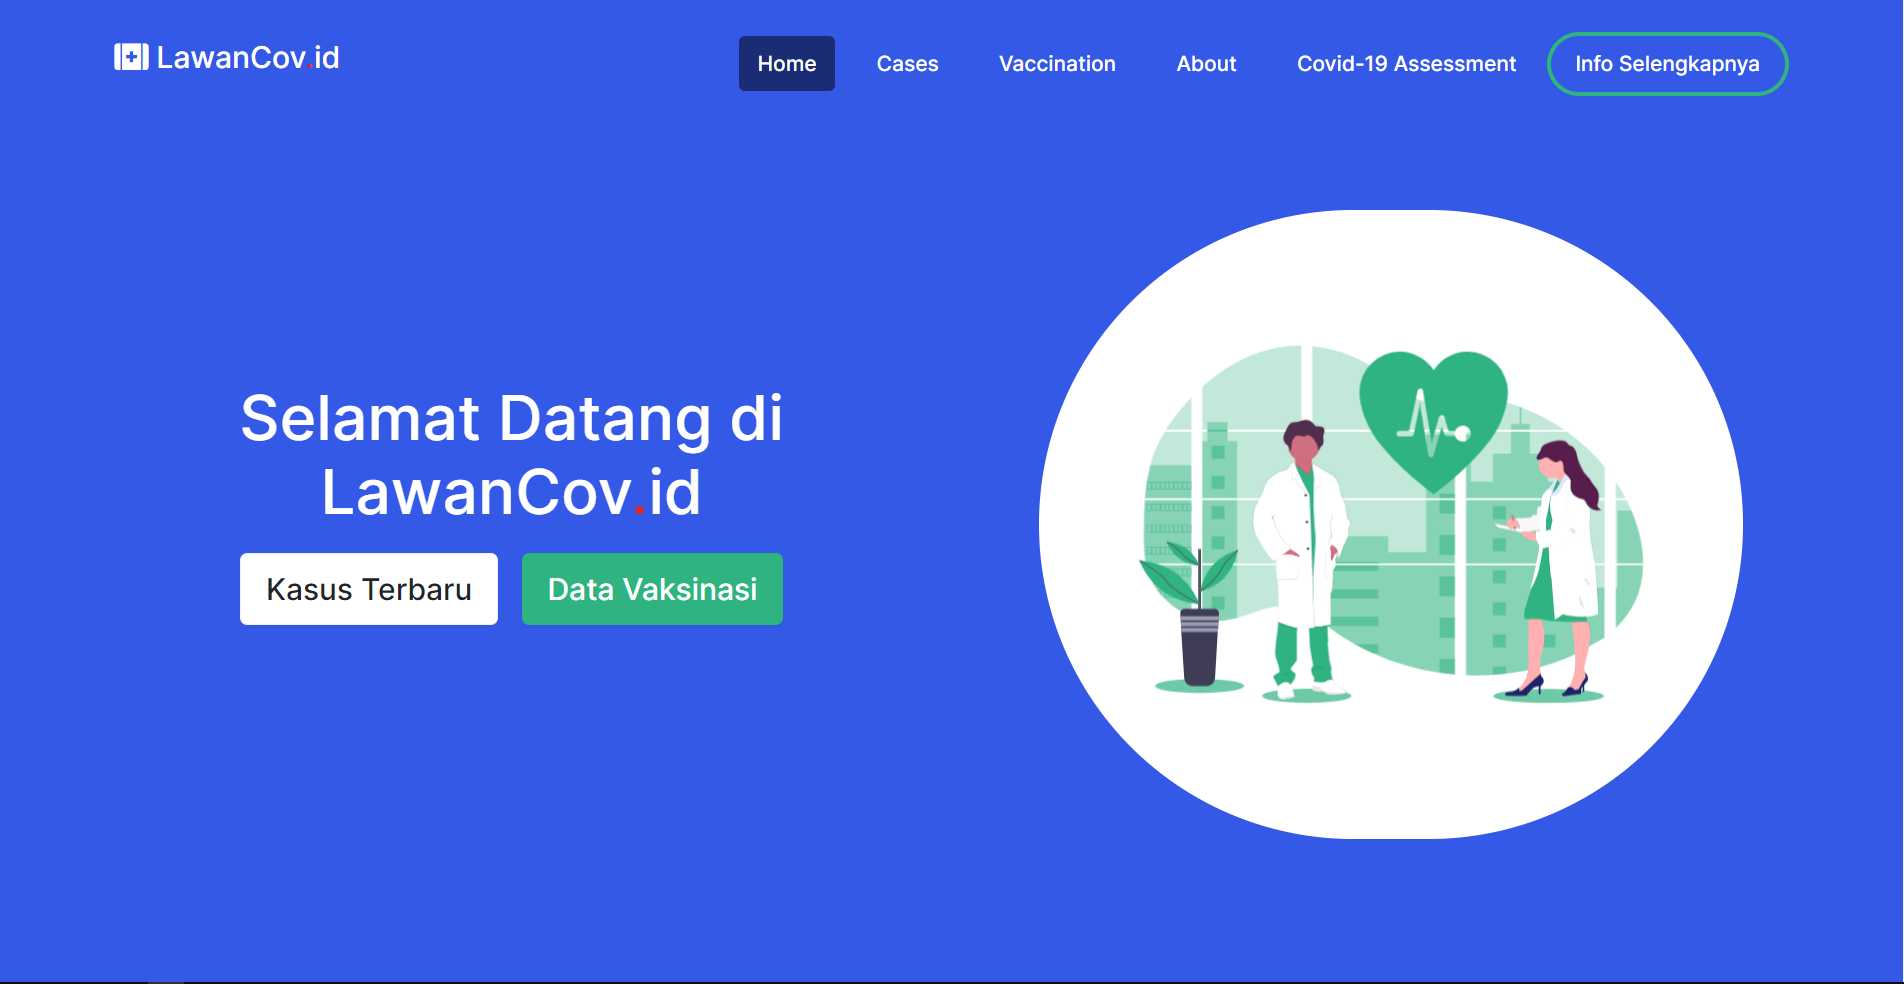 LawanCov.id
Home Cases Vaccination About Covid-19 Assessment Info Selengkapnya
Selamat Datang di
LawanCov.id
Kasus Terbaru Data Vaksinasi